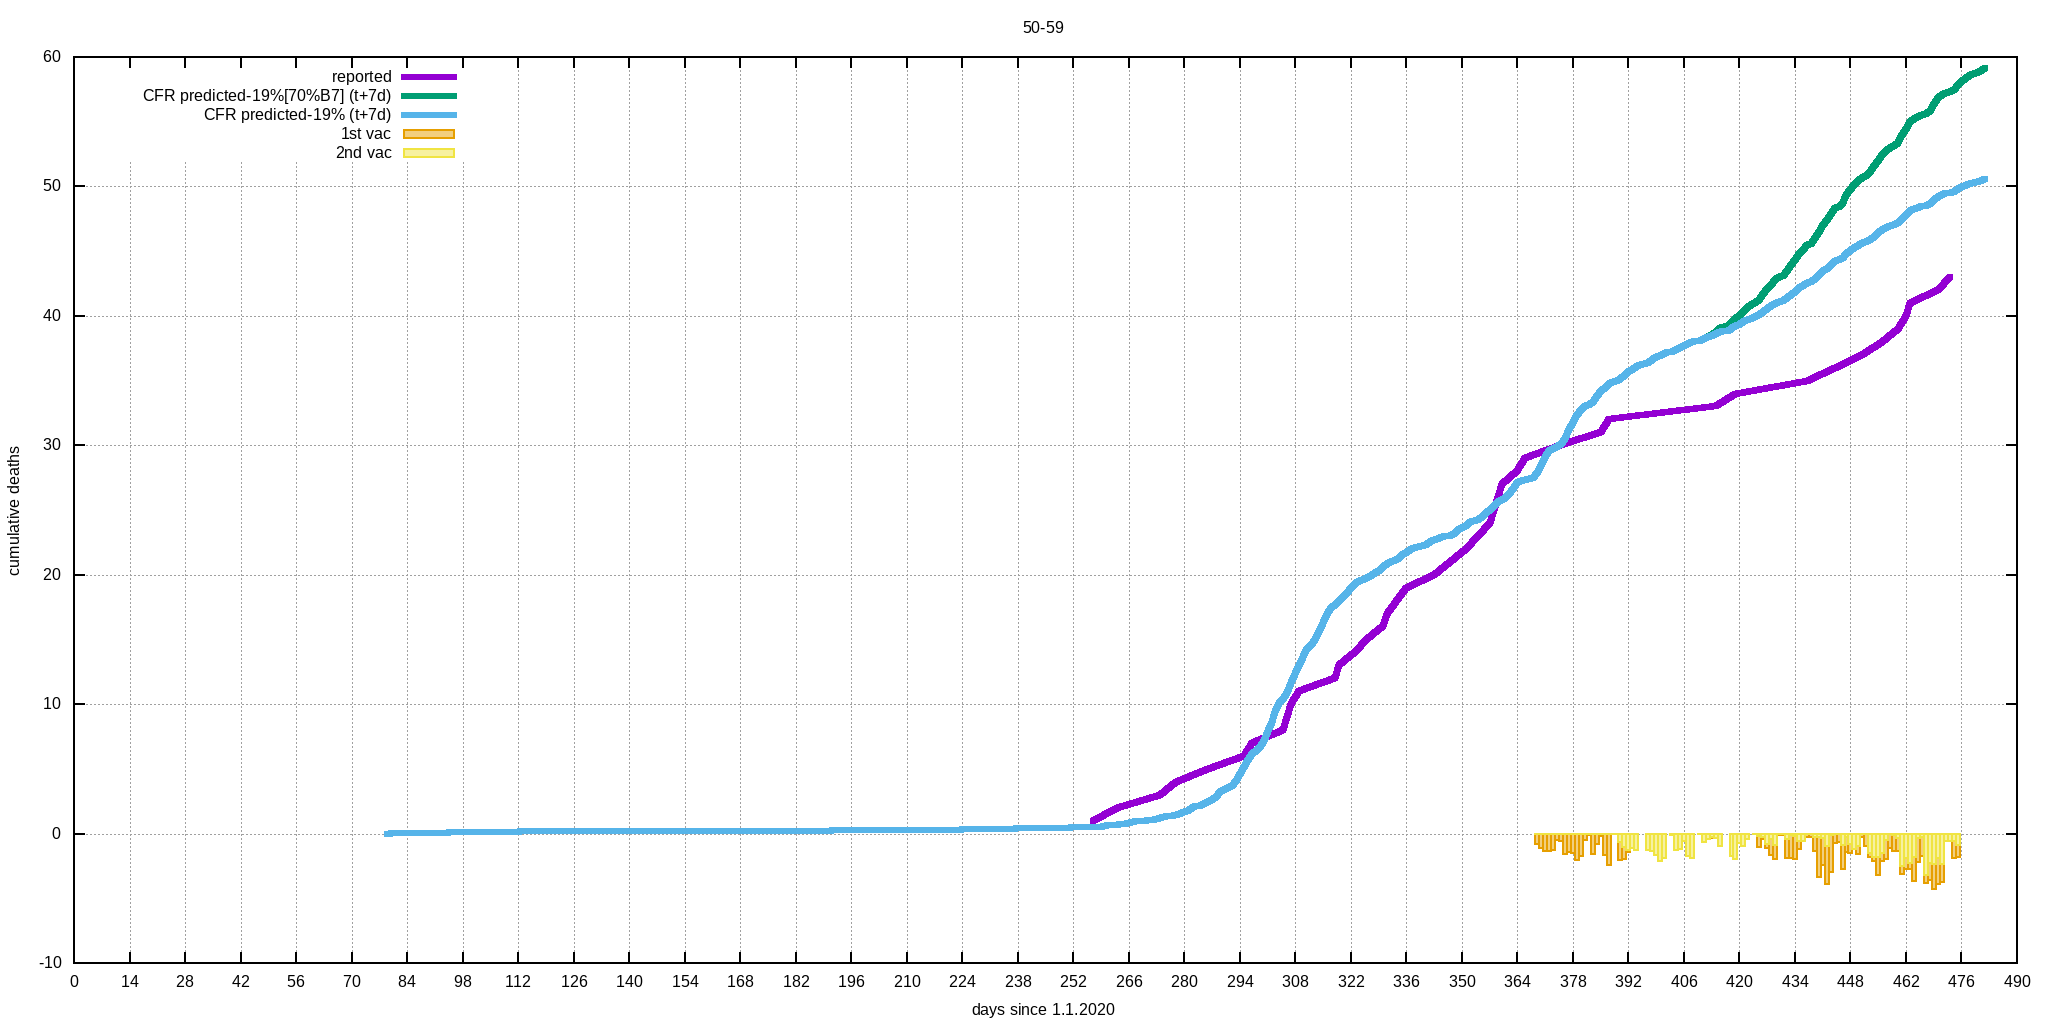 50-59
reported
CFR predicted-19%[70%B7] (t+7d)
CFR predicted-19% (t+7d)
1st vac
2nd vac
60
50
40
30
20
10
0
-10
cumulative deaths
0 14 28 42 56 70 84 98 112 126 140 154 168 182 196 210 224 238 252 266 280 294 308 322 336 350 364 378 392 406 420 434 448 462 476 490
days since 1.1.2020